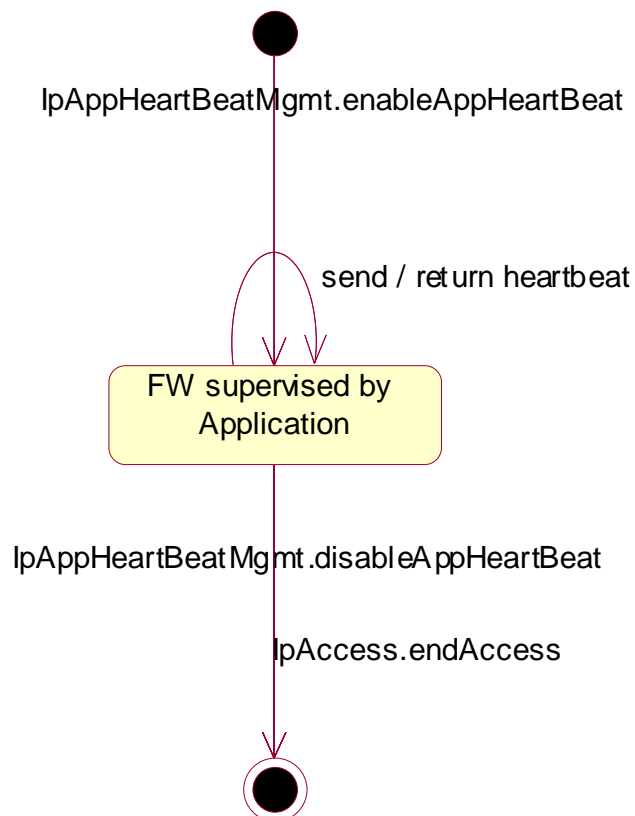 IpAppHeartBeatMgmt.enableAppHeartBeat
send / return heartbeat
FW supervised by
Application
IpAppHeartBeatMgmt.disableAppHeartBeat
IpAccess.endAccess